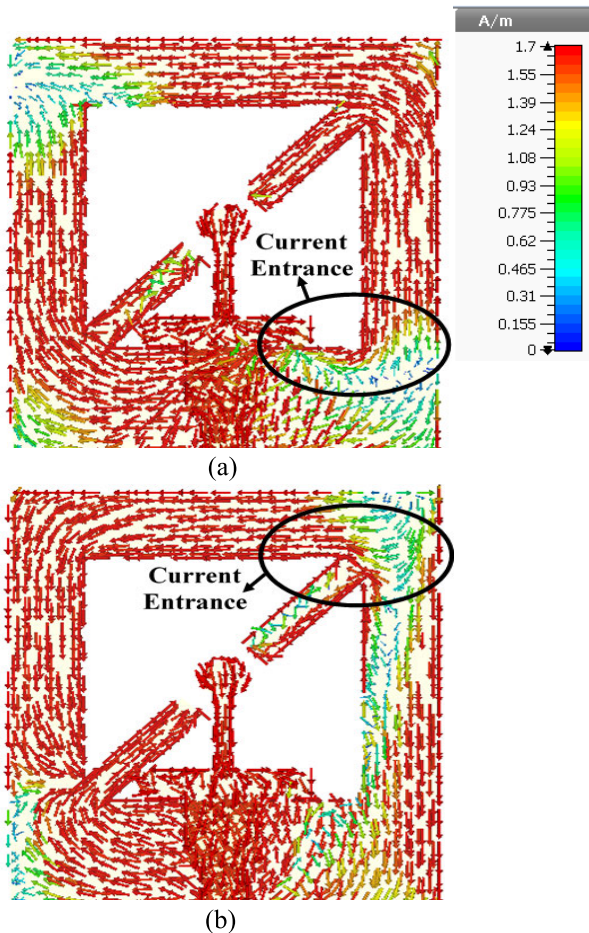 A/m
1.7
1.55
1.39
1.24
1.08
0.93
0.775
0.62
0.465
0.31
0.155
0
Current
Entrance
(a)
Current
Entrance
(b)